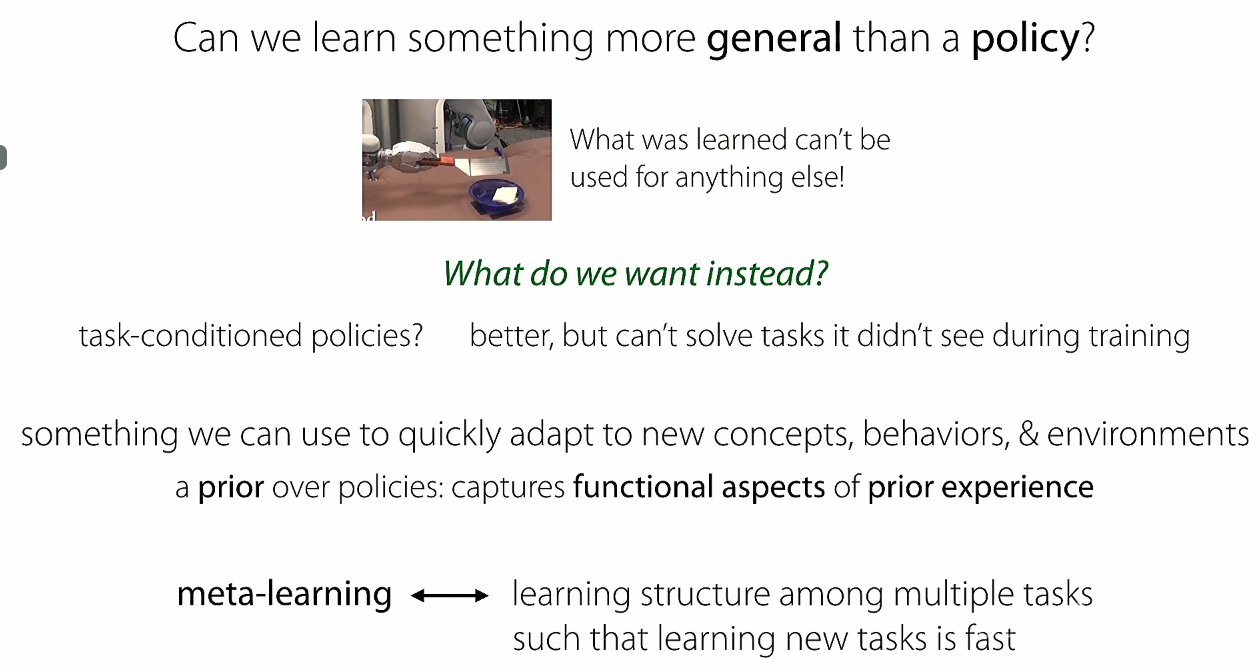 Can we learn something more general than a policy?
What was learned can't be
used for anything else!
What do we want instead?
task-conditioned policies? better, but can't solve tasks it didn't see during training
something we can use to quickly adapt to new concepts, behaviors, & environments
a prior over policies: captures functional aspects of prior experience
meta-learning ⟷ learning structure among multiple tasks
such that learning new tasks is fast